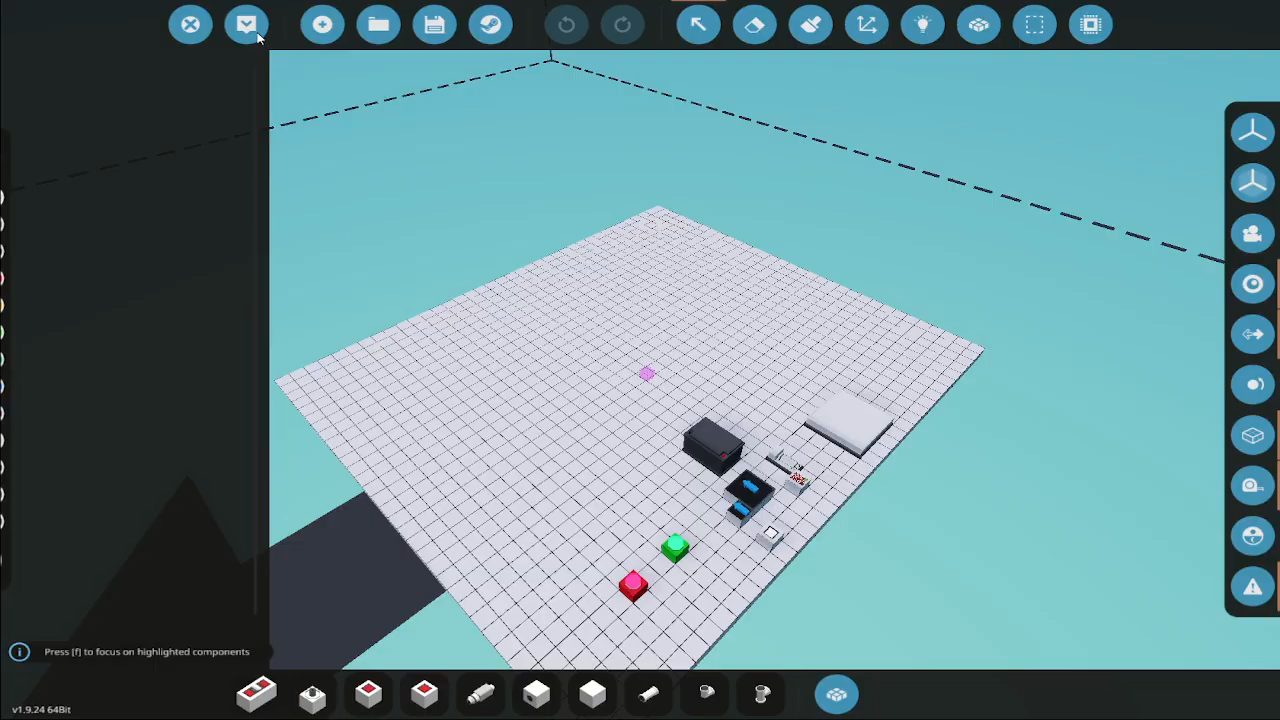 Press [f] to focus on highlighted components
v1.9.24 64Bit